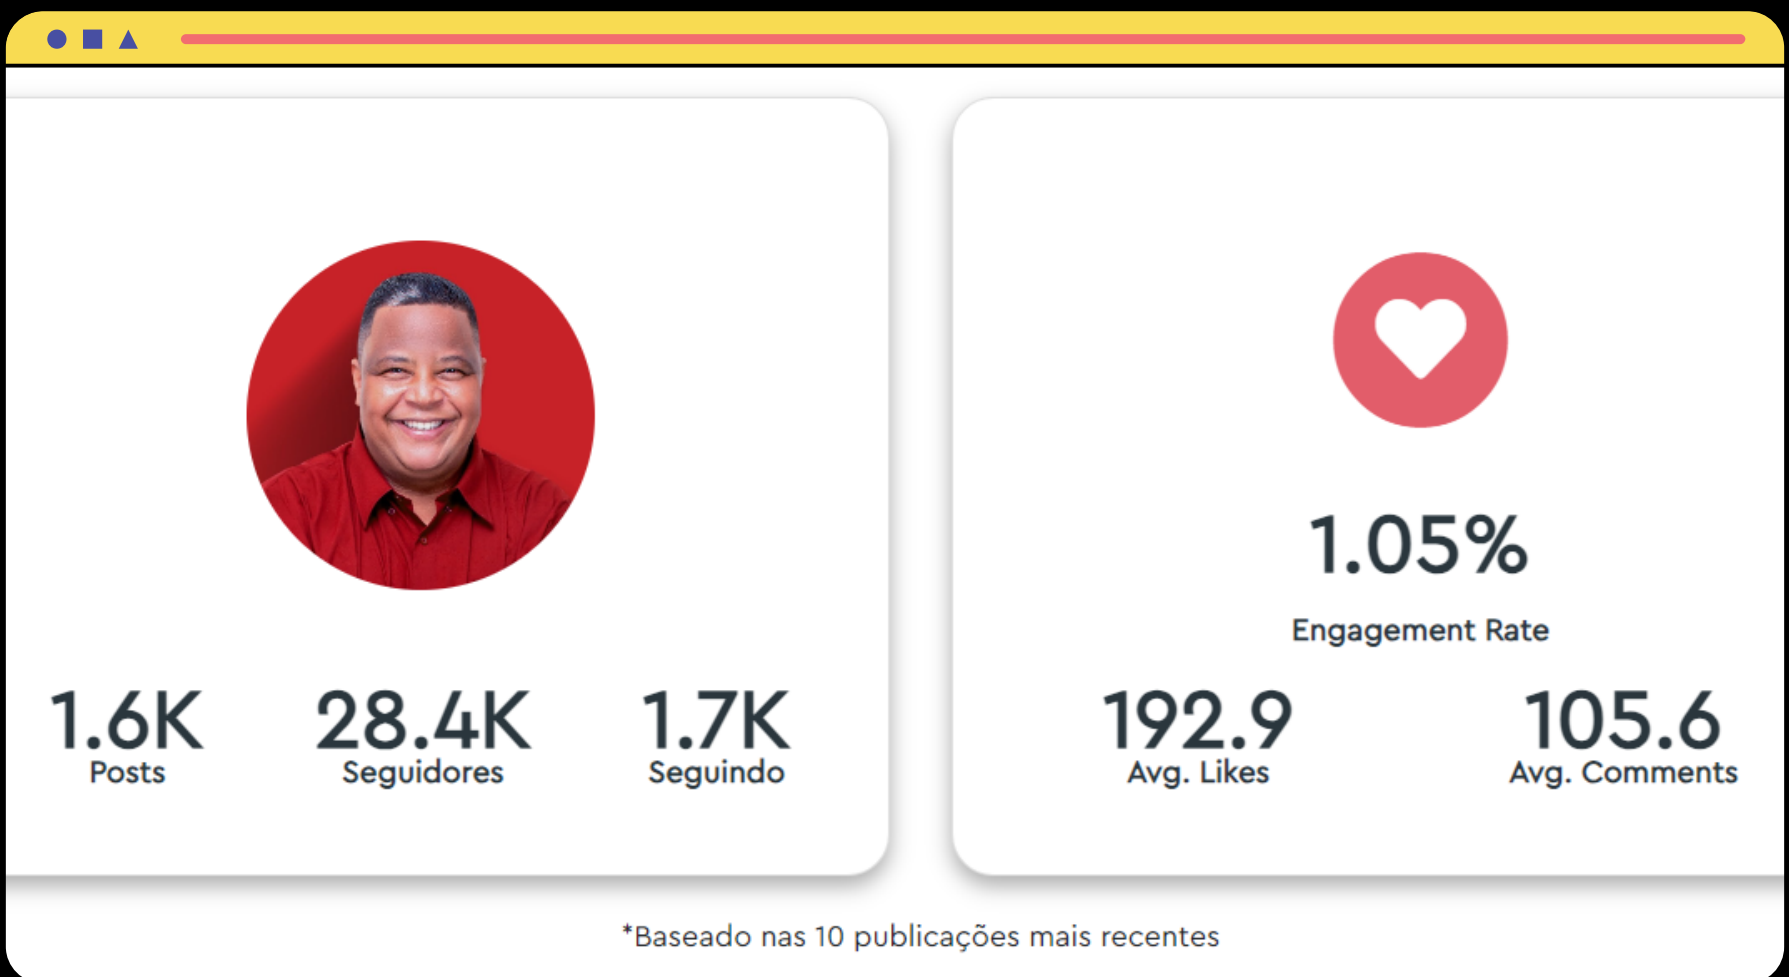 1.05%
Engagement Rate
1.6K 28.4K 1.7K 192.9 105.6
Posts Seguidores Seguindo Avg. Likes Avg. Comments
*Baseado nas 10 publicações mais recentes